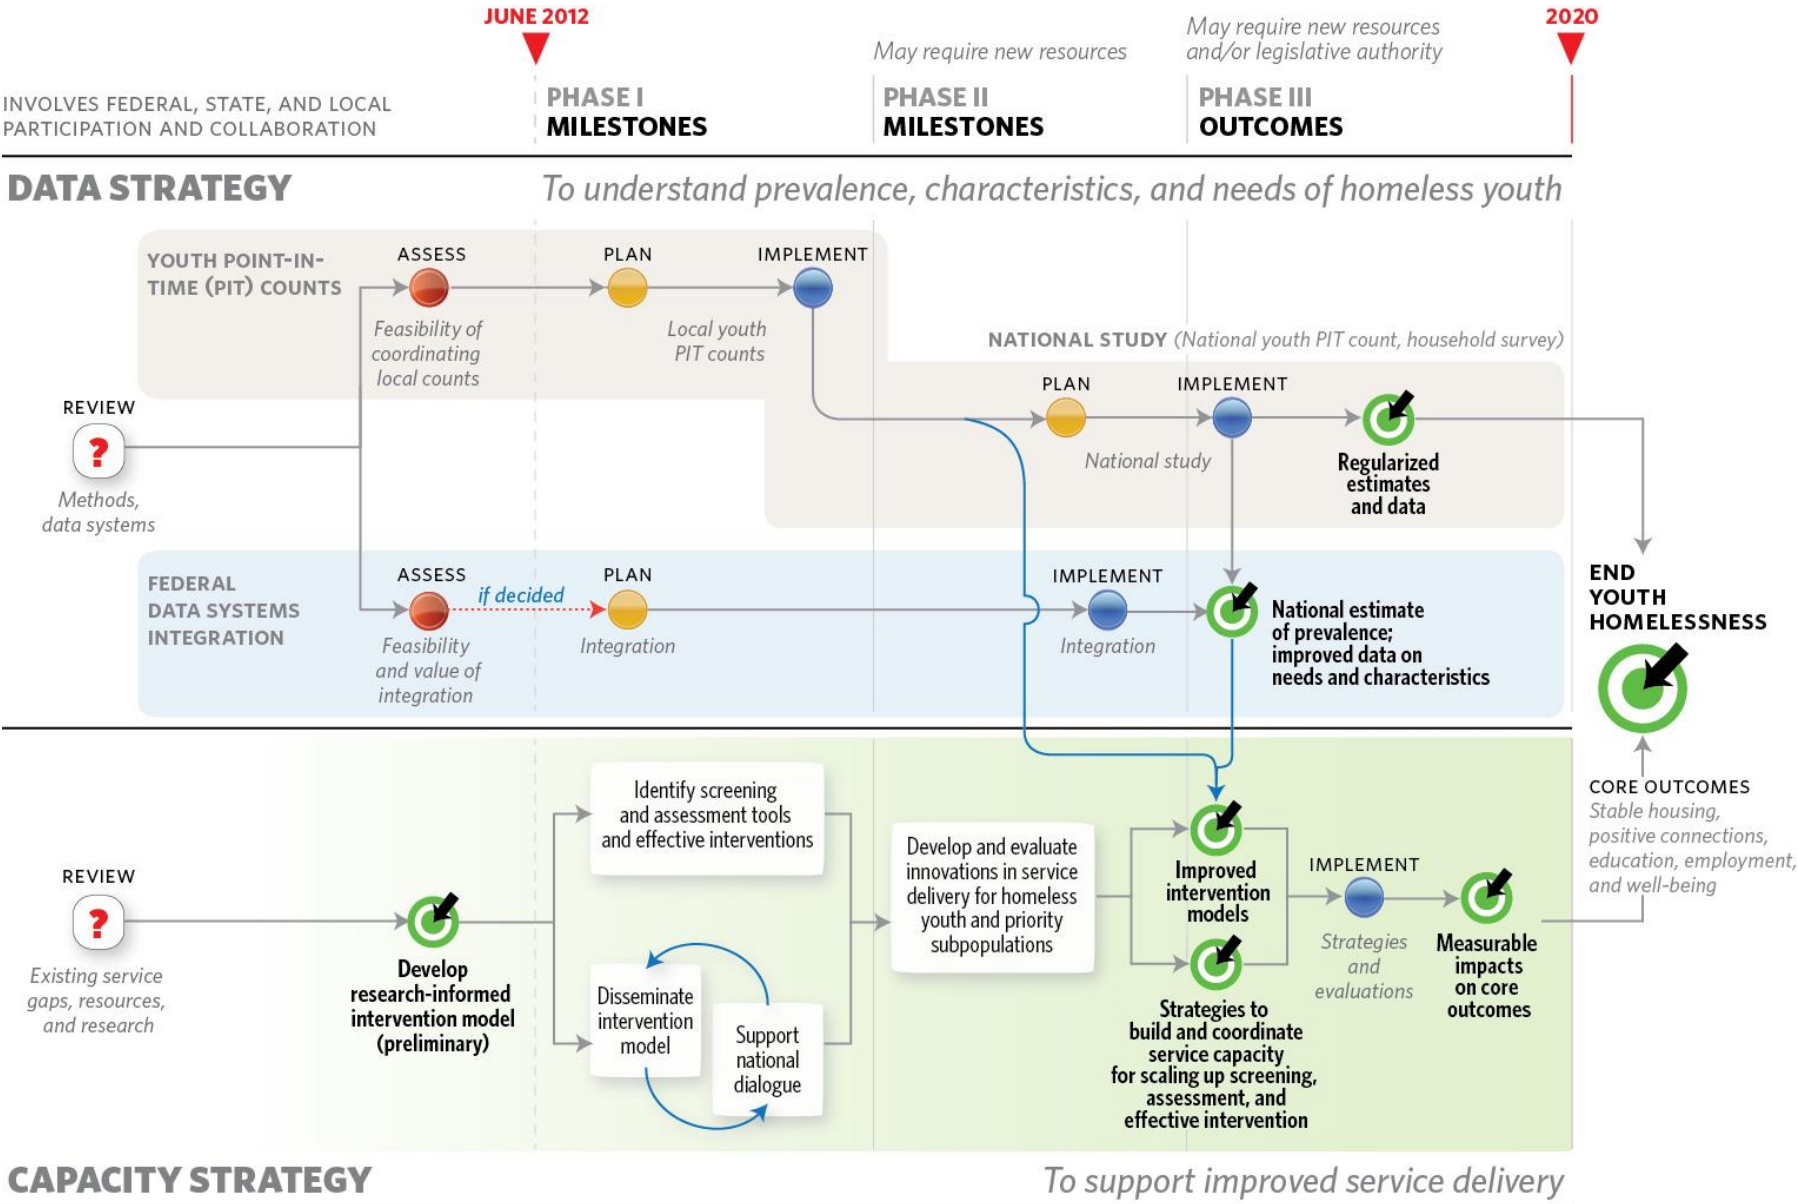 JUNE 2012
2020
May require new resources
May require new resources
and/or legislative authority
INVOLVES FEDERAL, STATE, AND LOCAL
PARTICIPATION AND COLLABORATION
PHASE I
MILESTONES
PHASE II
MILESTONES
PHASE III
OUTCOMES
DATA STRATEGY
To understand prevalence, characteristics, and needs of homeless youth
YOUTH POINT-IN-
TIME (PIT) COUNTS
ASSESS
Feasibility of
coordinating
local counts
PLAN
IMPLEMENT
Local youth
PIT counts
NATIONAL STUDY (National youth PIT count, household survey)
PLAN
IMPLEMENT
National study
Regularized
estimates
and data
REVIEW
?
Methods,
data systems
FEDERAL
DATA SYSTEMS
INTEGRATION
ASSESS
if decided
Feasibility
and value of
integration
PLAN
Integration
IMPLEMENT
Integration
National estimate
of prevalence;
improved data on
needs and characteristics
END
YOUTH
HOMELESSNESS
CORE OUTCOMES
Stable housing,
positive connections,
education, employment,
and well-being
REVIEW
?
Existing service
gaps, resources,
and research
Develop
research-informed
intervention model
(preliminary)
Identify screening
and assessment tools
and effective interventions
Disseminate
intervention
model
Support
national
dialogue
Develop and evaluate
innovations in service
delivery for homeless
youth and priority
subpopulations
Improved
intervention
models
Strategies to
build and coordinate
service capacity
for scaling up screening,
assessment, and
effective intervention
IMPLEMENT
Strategies
and
evaluations
Measurable
impacts
on core
outcomes
CAPACITY STRATEGY
To support improved service delivery